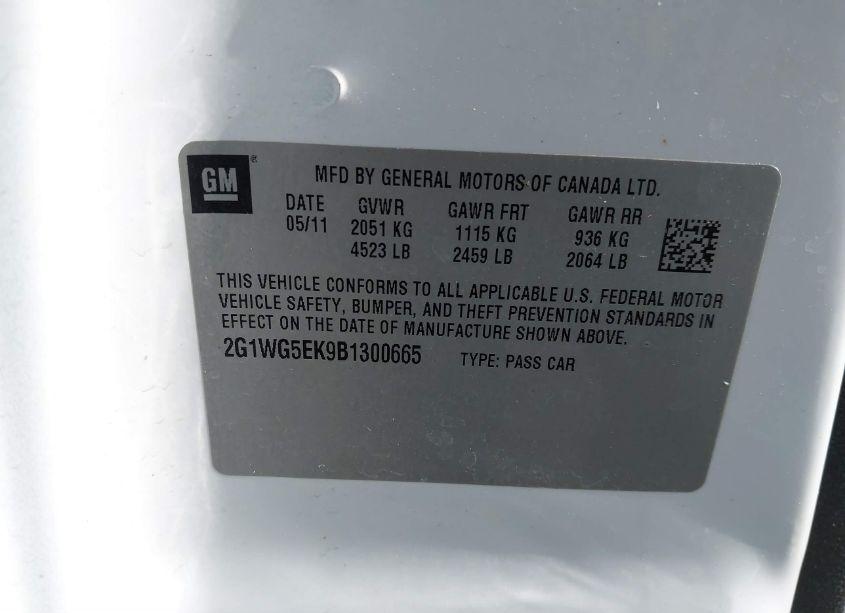 GM ®
MFD BY GENERAL MOTORS OF CANADA LTD.
DATE GVWR GAWR FRT GAWR RR
05/11 2051 KG 1115 KG 936 KG
4523 LB 2459 LB 2064 LB
THIS VEHICLE CONFORMS TO ALL APPLICABLE U.S. FEDERAL MOTOR
VEHICLE SAFETY, BUMPER, AND THEFT PREVENTION STANDARDS IN
EFFECT ON THE DATE OF MANUFACTURE SHOWN ABOVE.
2G1WG5EK9B1300665 TYPE: PASS CAR